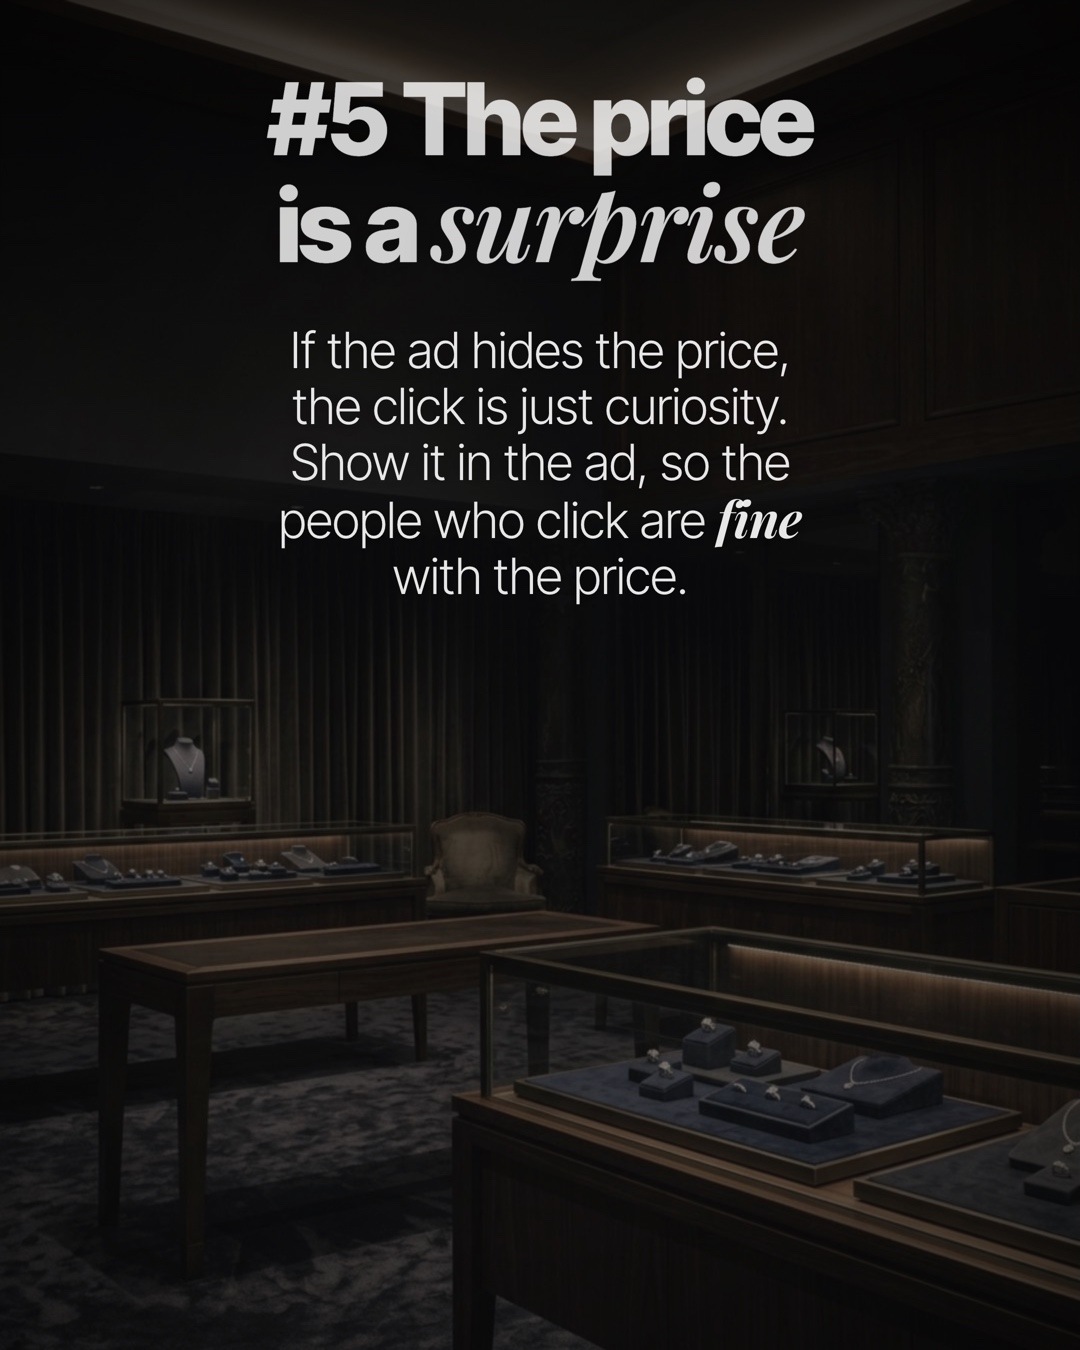 #5 The price
is a surprise
If the ad hides the price,
the click is just curiosity.
Show it in the ad, so the
people who click are fine
with the price.